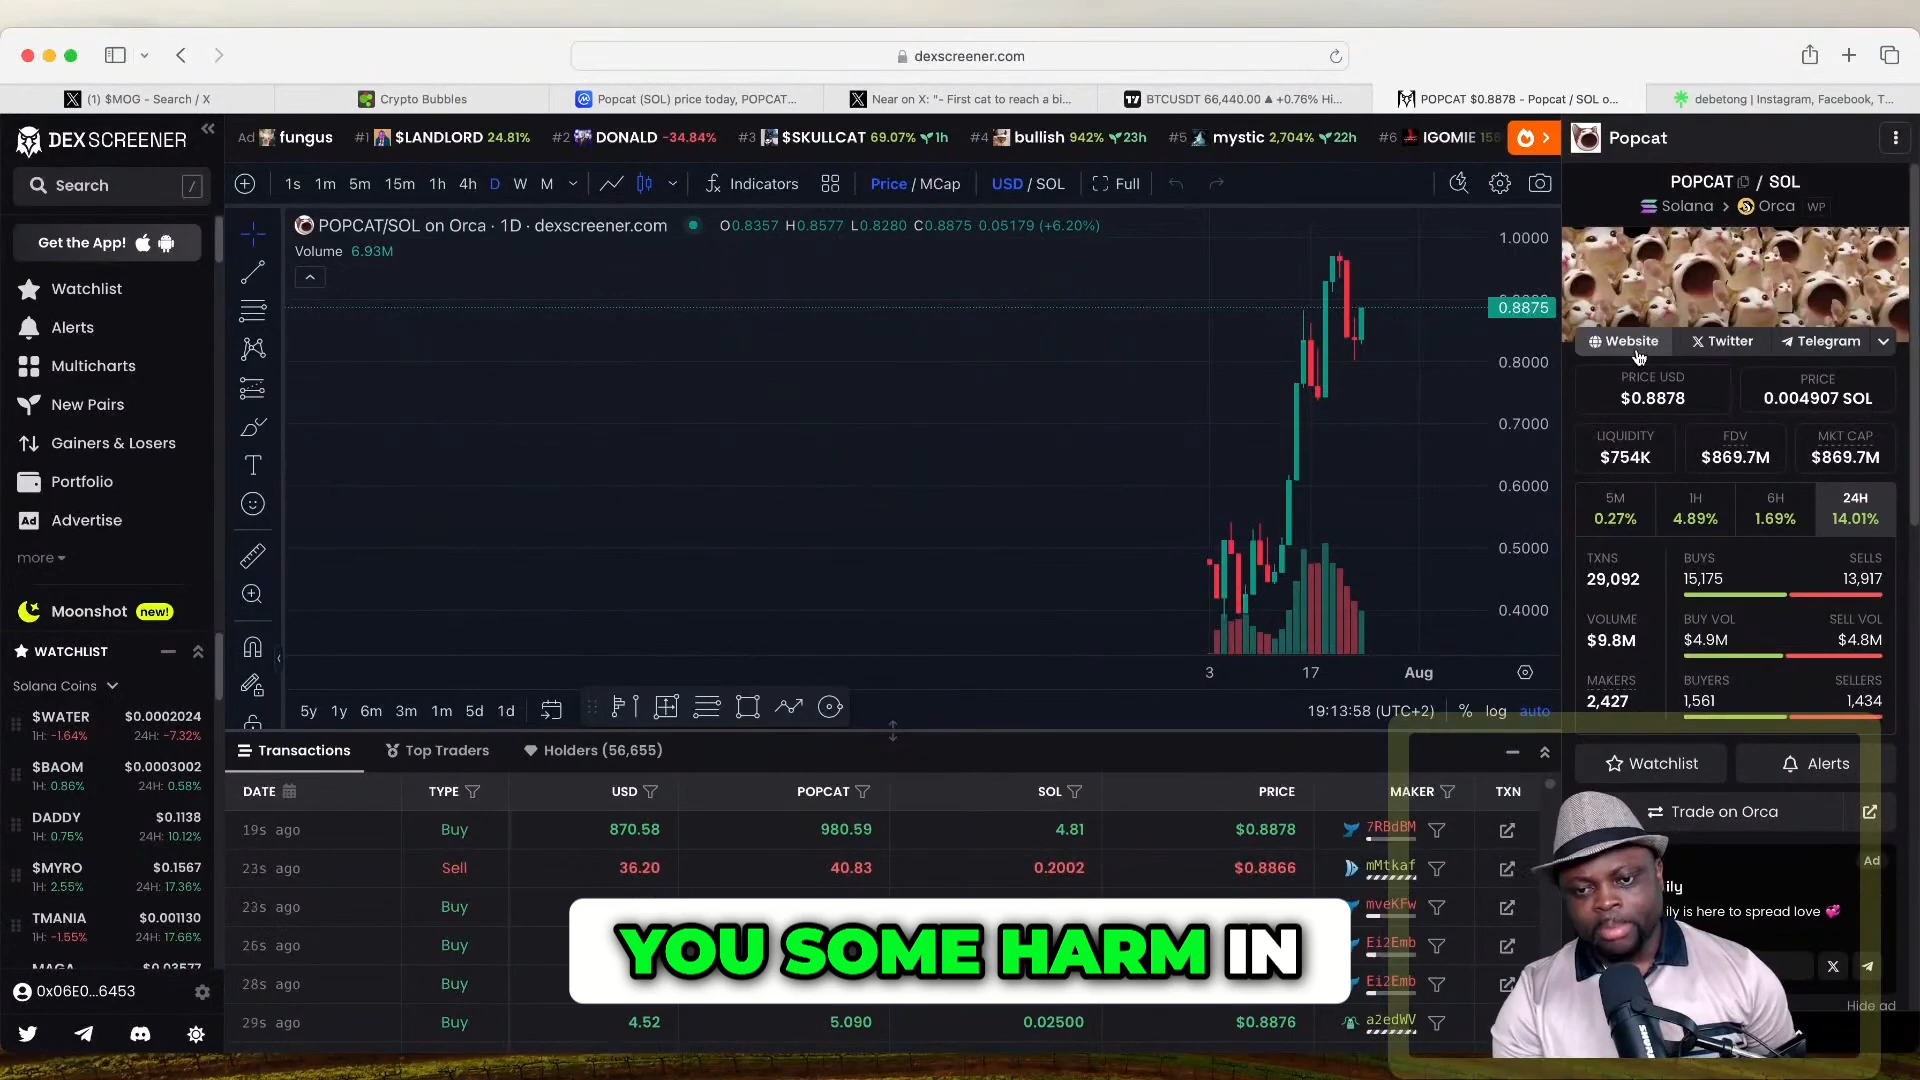 dexscreener.com
(1) $MOG - Search / X
Crypto Bubbles
Popcat (SOL) price today, POPCAT...
Near on X: "- First cat to reach a bi...
BTCUSDT 66,440.00 ▲ +0.76% Hi...
POPCAT $0.8878 - Popcat / SOL o...
debetong | Instagram, Facebook, T...
DEXSCREENER
Ad fungus #1 $LANDLORD 24.81% #2 DONALD -34.84% #3 $SKULLCAT 69.07% 1h #4 bullish 942% 23h #5 mystic 2,704% 22h #6 IGOMIE
Popcat
Search /
1s 1m 5m 15m 1h 4h D W M Indicators Price / MCap USD / SOL Full
POPCAT / SOL
Solana > Orca WP
Get the App!
Watchlist
Alerts
Multicharts
New Pairs
Gainers & Losers
Portfolio
Ad Advertise
more
Moonshot new!
WATCHLIST
Solana Coins
$WATER $0.0002024
1H: -1.64% 24H: -7.32%
$BAOM $0.0003002
1H: 0.86% 24H: 0.58%
DADDY $0.1138
1H: 0.75% 24H: 10.12%
$MYRO $0.1567
1H: 2.55% 24H: 17.36%
TMANIA $0.001130
1H: -1.55% 24H: 17.66%
MAGA $0.03577
0x06E0...6453
POPCAT/SOL on Orca · 1D · dexscreener.com O0.8357 H0.8577 L0.8280 C0.8875 0.05179 (+6.20%)
Volume 6.93M
1.0000
0.8875
0.8000
0.7000
0.6000
0.5000
0.4000
3 17 Aug
5y 1y 6m 3m 1m 5d 1d
19:13:58 (UTC+2) % log auto
Website Twitter Telegram
PRICE USD
$0.8878
PRICE
0.004907 SOL
LIQUIDITY
$754K
FDV
$869.7M
MKT CAP
$869.7M
5M 1H 6H 24H
0.27% 4.89% 1.69% 14.01%
TXNS BUYS SELLS
29,092 15,175 13,917
VOLUME BUY VOL SELL VOL
$9.8M $4.9M $4.8M
MAKERS BUYERS SELLERS
2,427 1,561 1,434
Watchlist Alerts
Trade on Orca
Ad
ily
ily is here to spread love
Hide ad
Transactions Top Traders Holders (56,655)
DATE TYPE USD POPCAT SOL PRICE MAKER TXN
19s ago Buy 870.58 980.59 4.81 $0.8878 7RBdBM
23s ago Sell 36.20 40.83 0.2002 $0.8866 mMtkaf
23s ago Buy mveKFw
26s ago Buy Ei2Emb
28s ago Buy Ei2Emb
29s ago Buy 4.52 5.090 0.02500 $0.8876 a2edWV
YOU SOME HARM IN